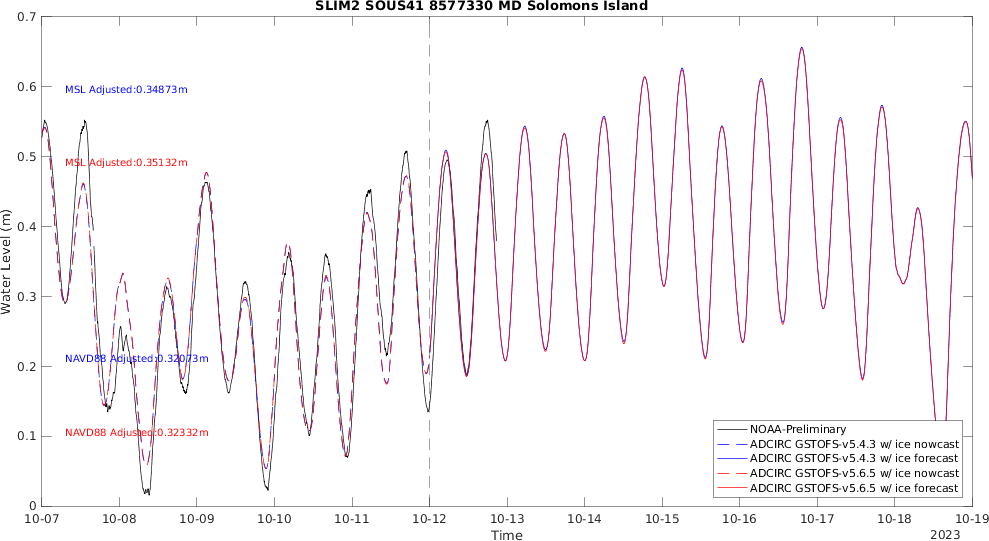 SLIM2 SOUS41 8577330 MD Solomons Island
0.7
0.6
0.5
0.4
0.3
0.2
0.1
0
Water Level (m)
MSL Adjusted:0.34873m
MSL Adjusted:0.35132m
NAVD88 Adjusted:0.32073m
NAVD88 Adjusted:0.32332m
NOAA-Preliminary
ADCIRC GSTOFS-v5.4.3 w/ ice nowcast
ADCIRC GSTOFS-v5.4.3 w/ ice forecast
ADCIRC GSTOFS-v5.6.5 w/ ice nowcast
ADCIRC GSTOFS-v5.6.5 w/ ice forecast
10-07 10-08 10-09 10-10 10-11 10-12 10-13 10-14 10-15 10-16 10-17 10-18 10-19
Time
2023